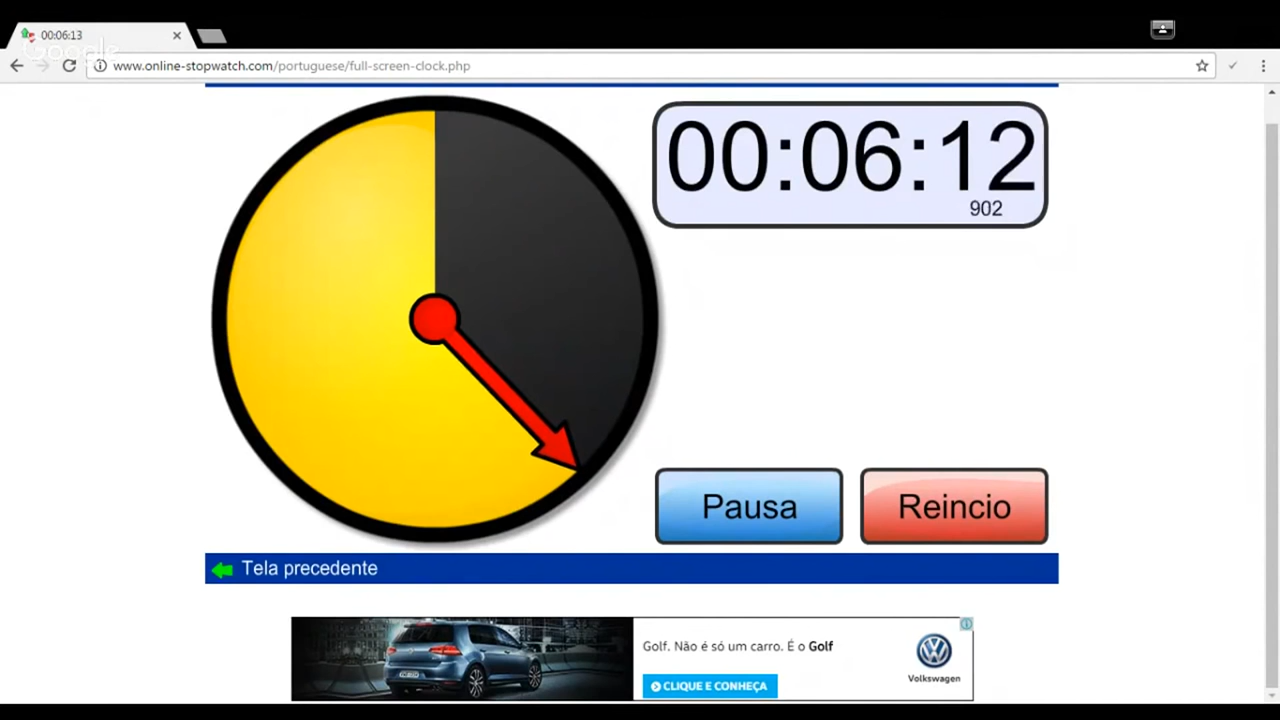 00:06:13
Google
www.online-stopwatch.com/portuguese/full-screen-clock.php
00:06:12
902
Pausa
Reincio
Tela precedente
Golf. Não é só um carro. É o Golf
CLIQUE E CONHEÇA
Volkswagen